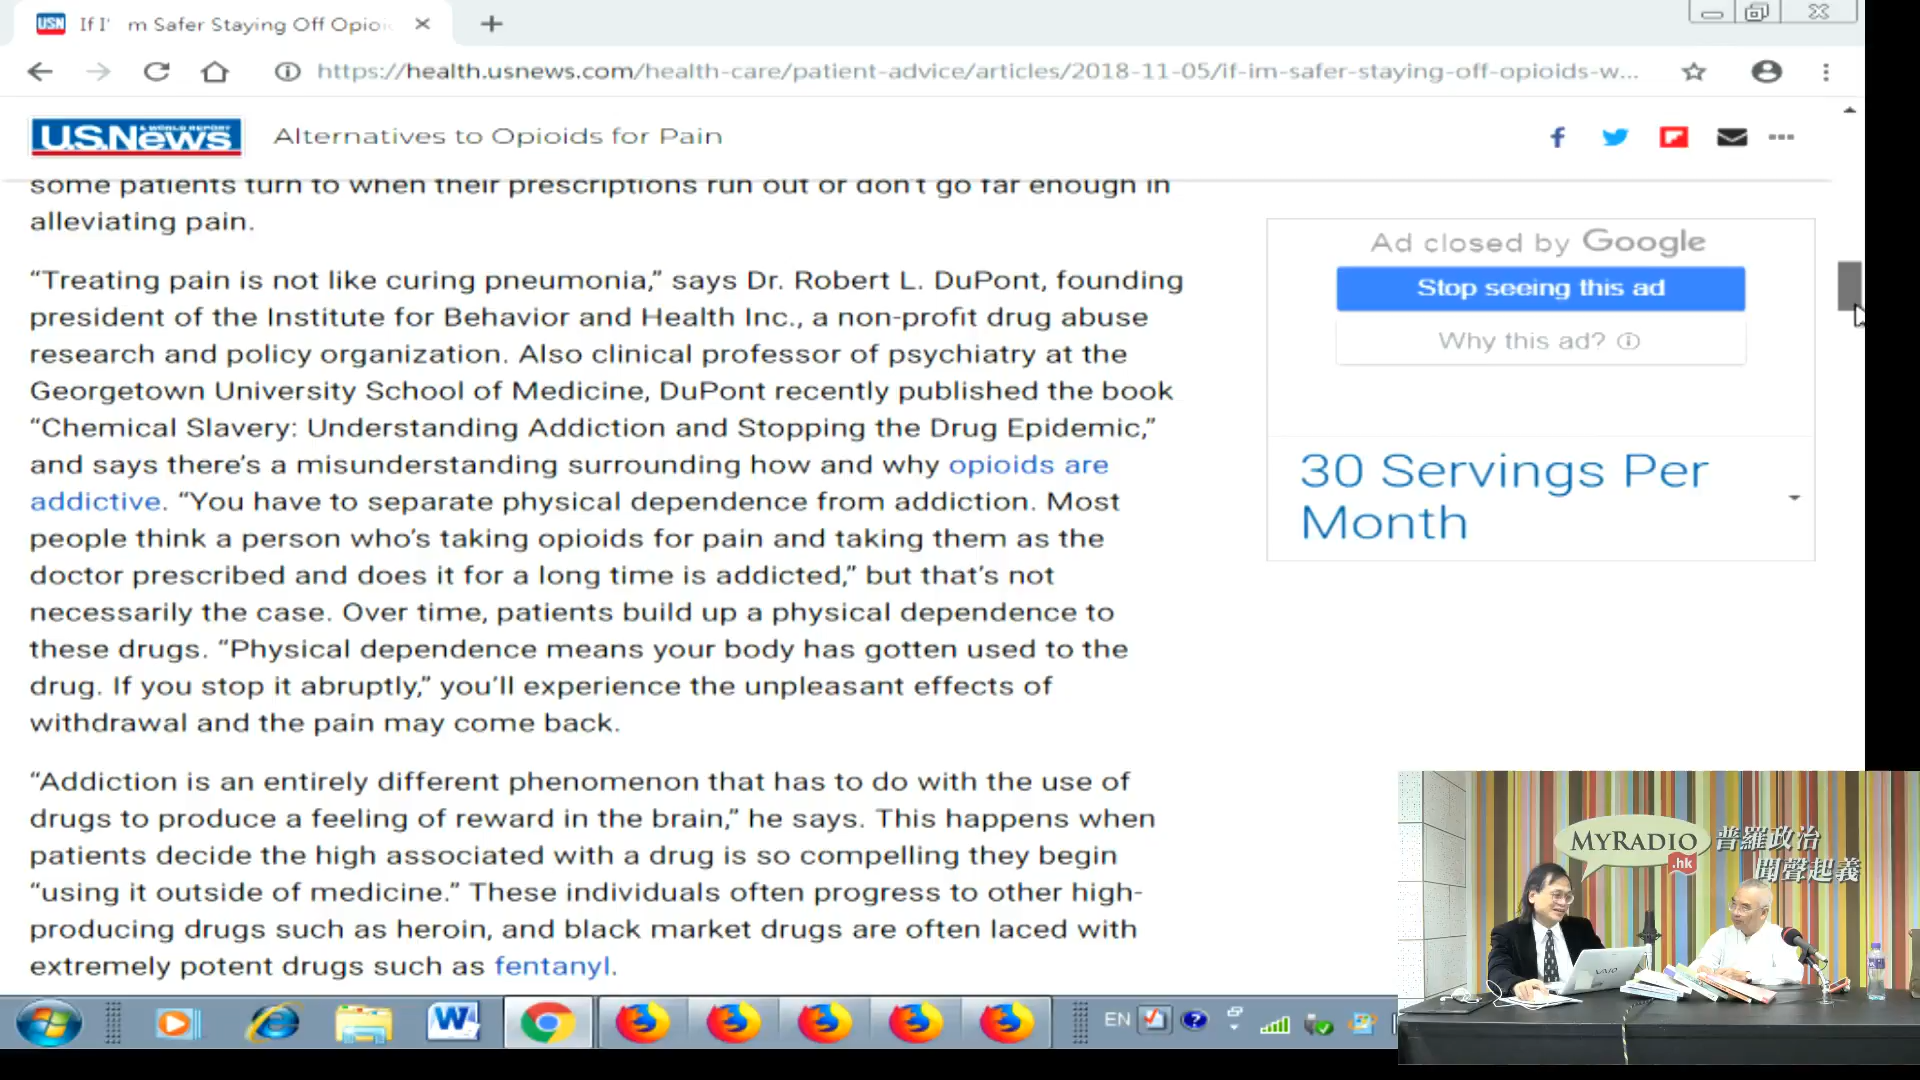 USN If I' m Safer Staying Off Opioi
https://health.usnews.com/health-care/patient-advice/articles/2018-11-05/if-im-safer-staying-off-opioids-w...
U.S.News & WORLD REPORT
Alternatives to Opioids for Pain
some patients turn to when their prescriptions run out or don't go far enough in
alleviating pain.
“Treating pain is not like curing pneumonia,” says Dr. Robert L. DuPont, founding
president of the Institute for Behavior and Health Inc., a non-profit drug abuse
research and policy organization. Also clinical professor of psychiatry at the
Georgetown University School of Medicine, DuPont recently published the book
“Chemical Slavery: Understanding Addiction and Stopping the Drug Epidemic,”
and says there’s a misunderstanding surrounding how and why opioids are
addictive. “You have to separate physical dependence from addiction. Most
people think a person who’s taking opioids for pain and taking them as the
doctor prescribed and does it for a long time is addicted,” but that’s not
necessarily the case. Over time, patients build up a physical dependence to
these drugs. “Physical dependence means your body has gotten used to the
drug. If you stop it abruptly,” you’ll experience the unpleasant effects of
withdrawal and the pain may come back.
“Addiction is an entirely different phenomenon that has to do with the use of
drugs to produce a feeling of reward in the brain,” he says. This happens when
patients decide the high associated with a drug is so compelling they begin
“using it outside of medicine.” These individuals often progress to other high-
producing drugs such as heroin, and black market drugs are often laced with
extremely potent drugs such as fentanyl.
Ad closed by Google
Stop seeing this ad
Why this ad?
30 Servings Per
Month
MYRADIO
.hk
普羅政治
聞聲起義
VAIO
EN